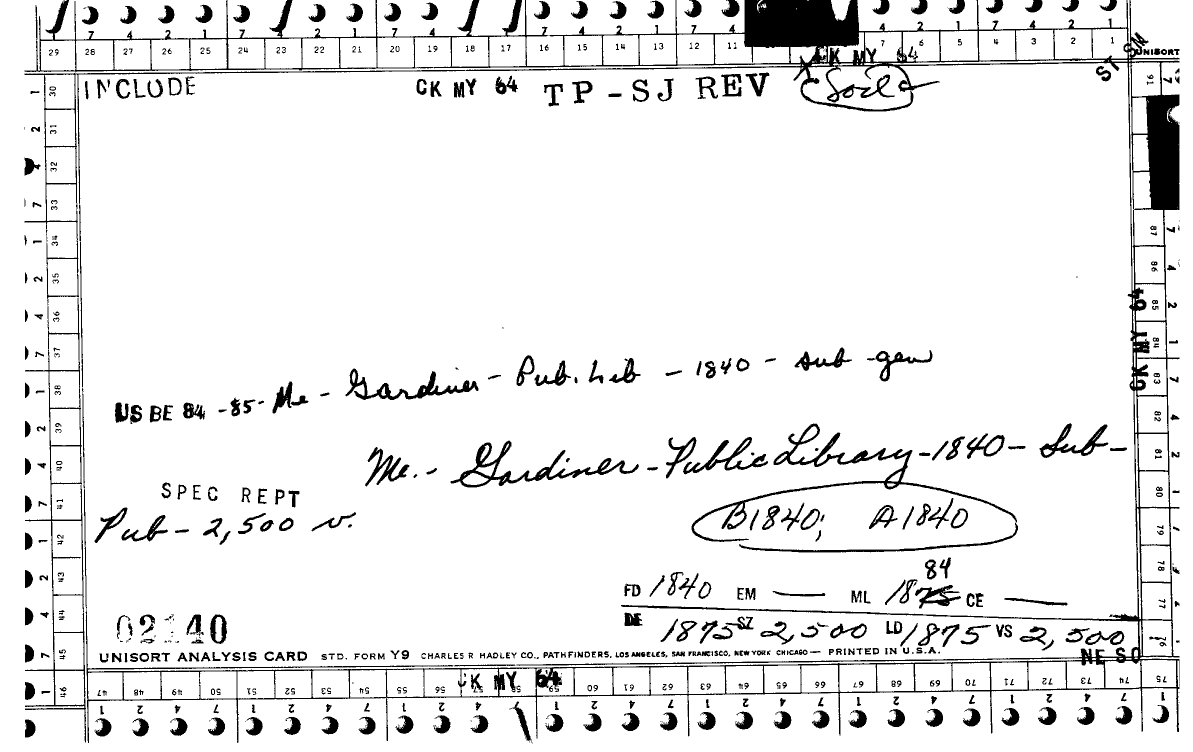 7 4 2 1 7 4 2 1 7 4 2 1 7 4 2 1 7 4 2 1 7 4 2 1
29 28 27 26 25 24 23 22 21 20 19 18 17 16 15 14 13 12 11 7 6 5 4 3 2 1 UNISORT
CK MY 64
ST SN
INCLUDE CK MY 64 TP-SJ REV
US BE 84-85- Me - Gardiner - Pub. Lib - 1840 - sub -gen
Me. - Gardiner - Public Library - 1840 - Sub -
SPEC REPT
Pub - 2,500 v.
B1840; A1840
84
FD 1840 EM — ML 1875 CE —
DE 1875 SZ 2,500 LD 1875 VS 2,500
02140
UNISORT ANALYSIS CARD STD. FORM Y9 CHARLES R HADLEY CO., PATHFINDERS, LOS ANGELES, SAN FRANCISCO, NEW YORK CHICAGO — PRINTED IN U.S.A.
NE SO
CK MY 64
47 48 49 50 51 52 53 54 55 56 57 58 59 60 61 62 63 64 65 66 67 68 69 70 71 72 73 74 75
1 2 4 7 1 2 4 7 1 2 4 7 1 2 4 7 1 2 4 7 1 2 4 7
30 31 32 33 34 35 36 37 38 39 40 41 42 43 44 45 46
91 87 86 85 84 83 82 81 80 79 78 77 76
CK MY 64